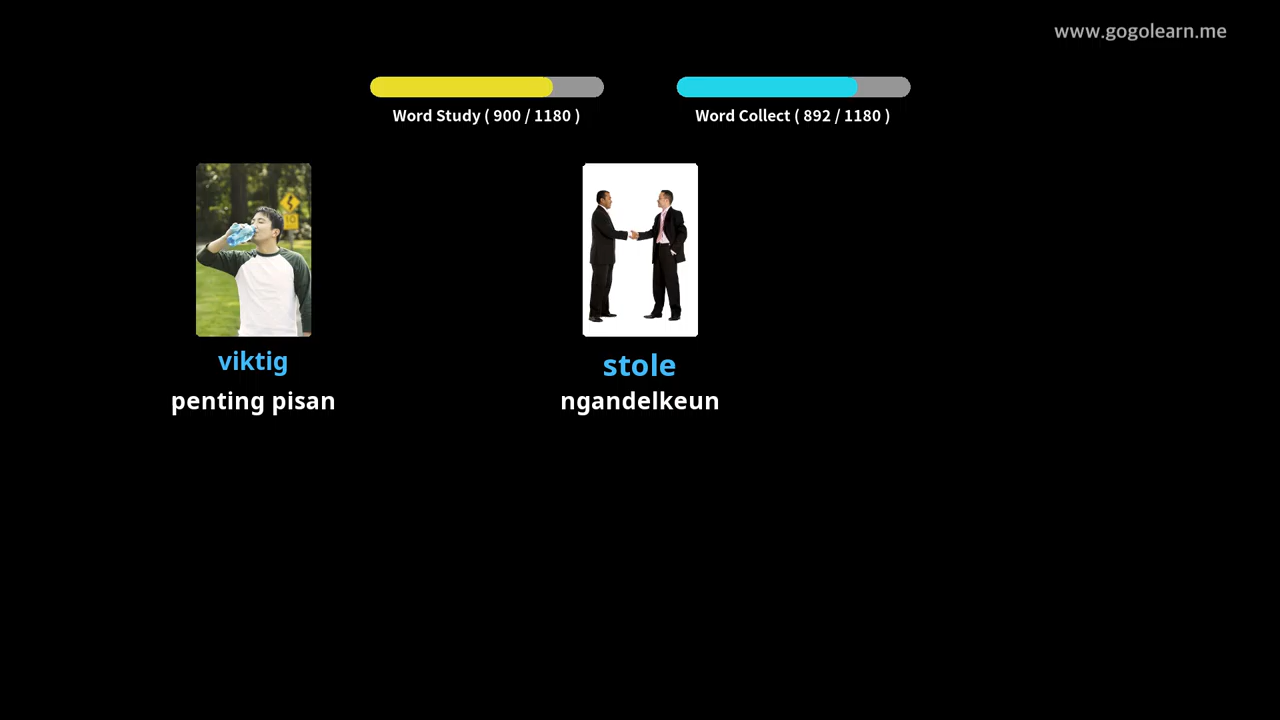 www.gogolearn.me
Word Study ( 900 / 1180 )
Word Collect ( 892 / 1180 )
viktig
penting pisan
stole
ngandelkeun